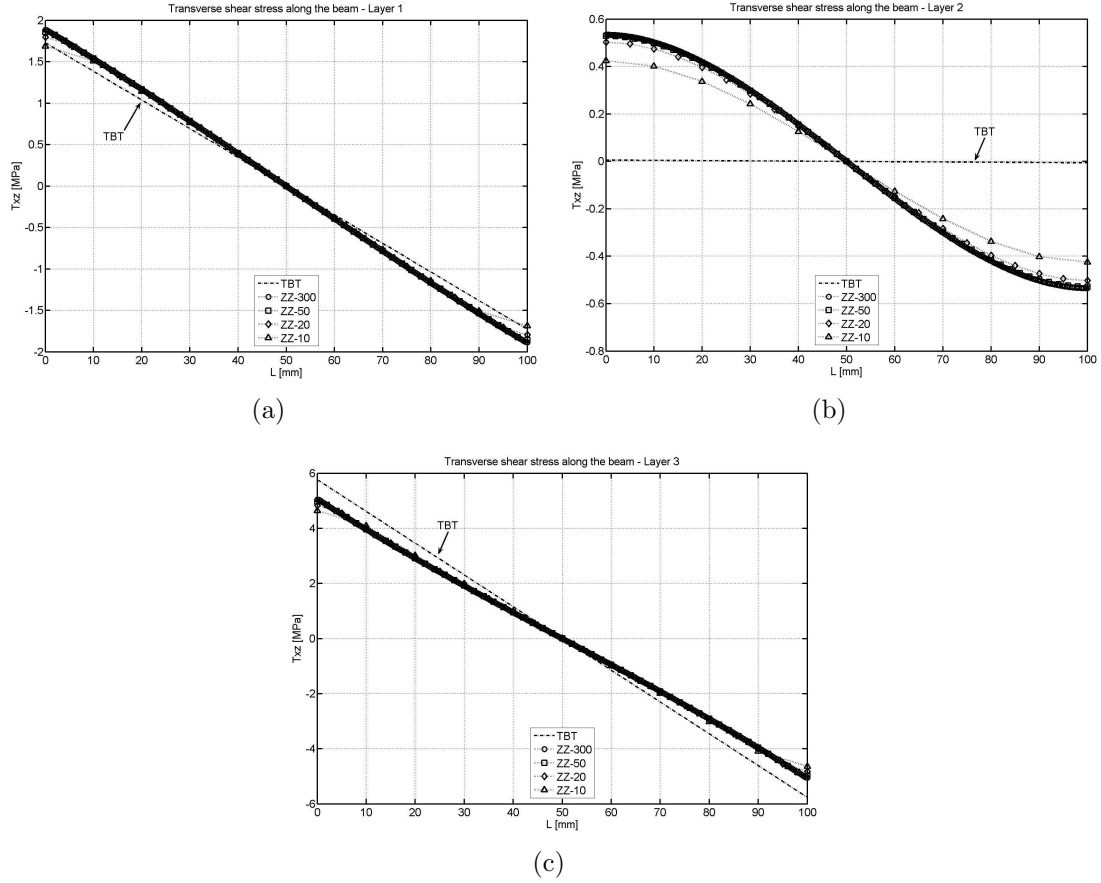 Transverse shear stress along the beam - Layer 1
2
1.5
1
0.5
0
-0.5
-1
-1.5
-2
Txz [MPa]
TBT
TBT
ZZ-300
ZZ-50
ZZ-20
ZZ-10
0 10 20 30 40 50 60 70 80 90 100
L [mm]
(a)
Transverse shear stress along the beam - Layer 2
0.6
0.4
0.2
0
-0.2
-0.4
-0.6
-0.8
Txz [MPa]
TBT
TBT
ZZ-300
ZZ-50
ZZ-20
ZZ-10
0 10 20 30 40 50 60 70 80 90 100
L [mm]
(b)
Transverse shear stress along the beam - Layer 3
6
4
2
0
-2
-4
-6
Txz [MPa]
TBT
TBT
ZZ-300
ZZ-50
ZZ-20
ZZ-10
0 10 20 30 40 50 60 70 80 90 100
L [mm]
(c)